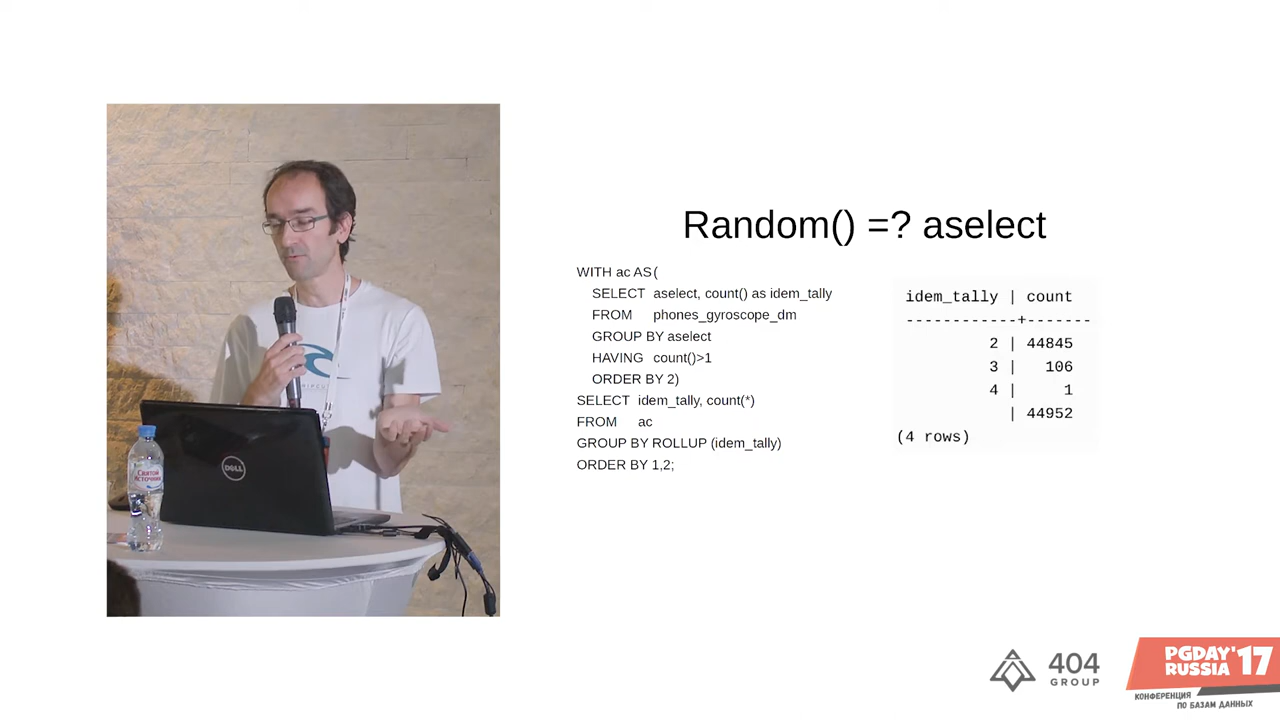 Random() =? aselect
WITH ac AS(
SELECT aselect, count() as idem_tally
FROM phones_gyroscope_dm
GROUP BY aselect
HAVING count()>1
ORDER BY 2)
SELECT idem_tally, count(*)
FROM ac
GROUP BY ROLLUP (idem_tally)
ORDER BY 1,2;
idem_tally | count
------------+-------
2 | 44845
3 | 106
4 | 1
| 44952
(4 rows)
DELL
Святой
Источник
404
GROUP
PGDAY'17
RUSSIA
КОНФЕРЕНЦИЯ
ПО БАЗАМ ДАННЫХ